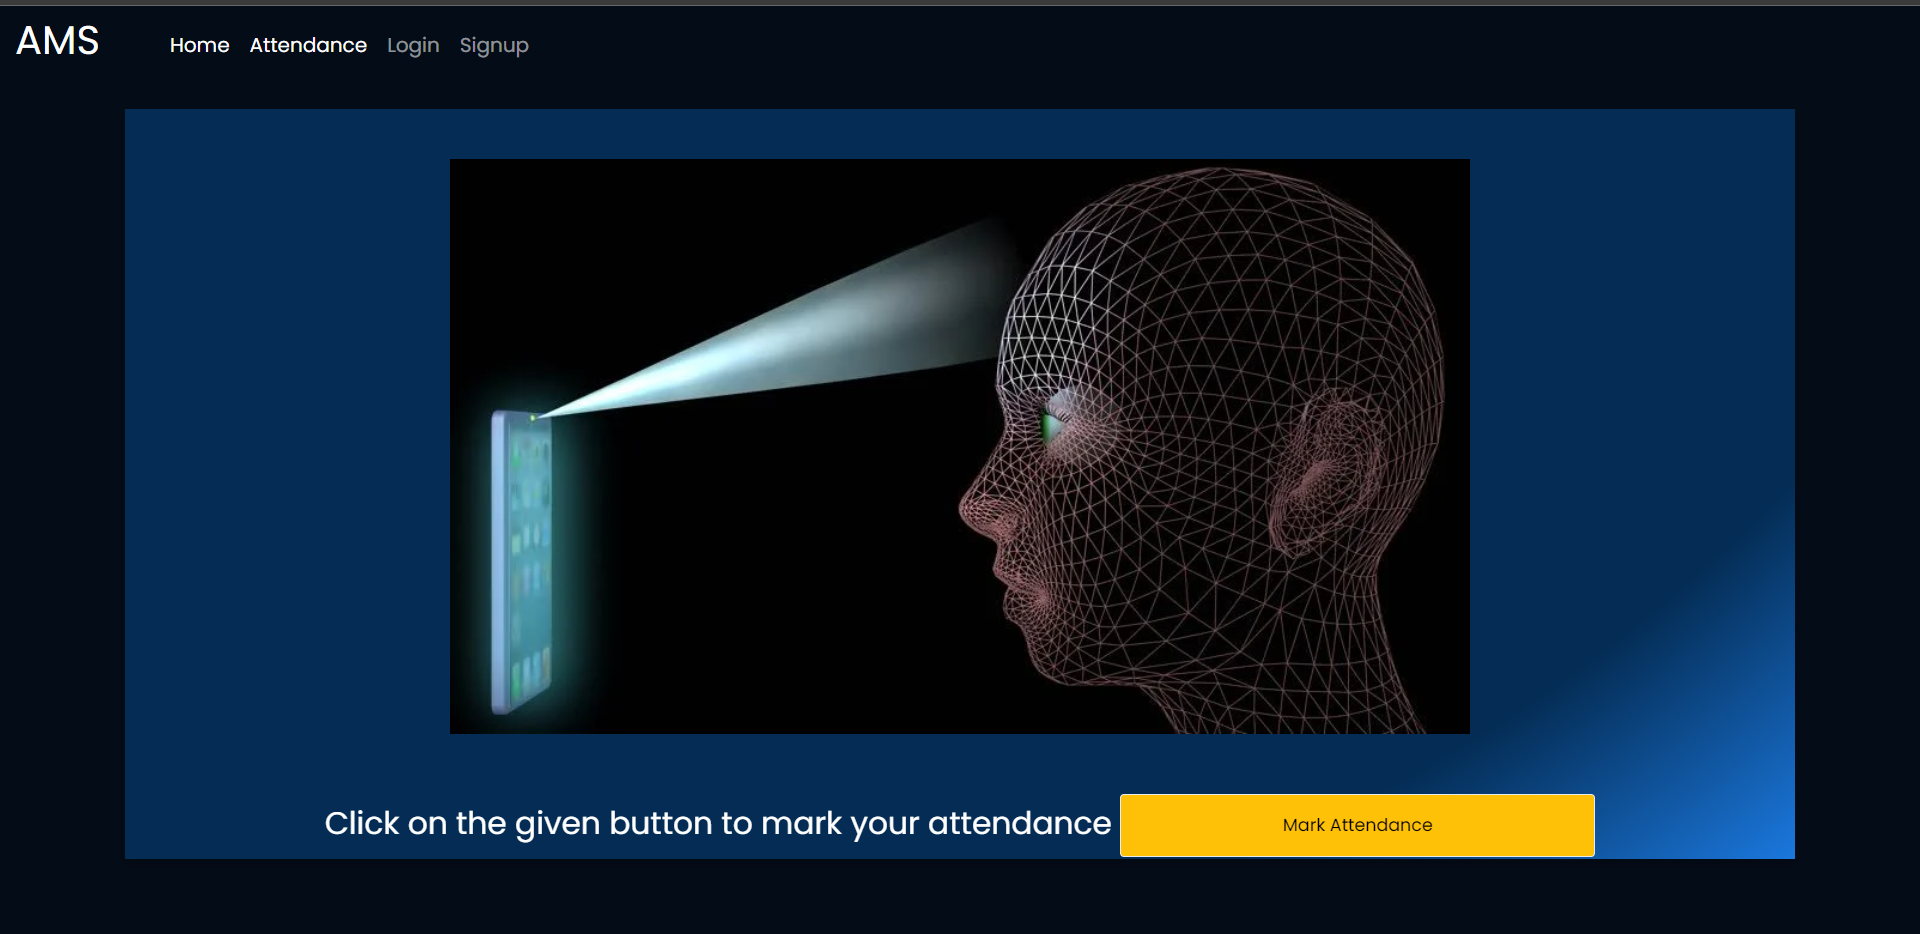 AMS
Home Attendance Login Signup
Click on the given button to mark your attendance
Mark Attendance